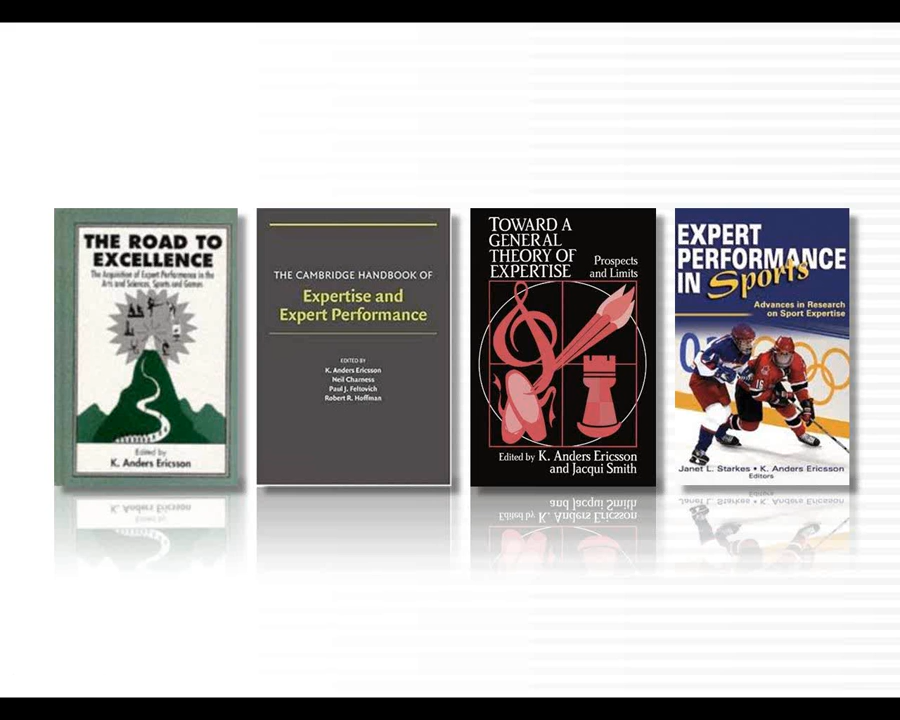 THE ROAD TO
EXCELLENCE
The Acquisition of Expert Performance in the
Arts and Sciences, Sports and Games
Edited by
K. Anders Ericsson
THE CAMBRIDGE HANDBOOK OF
Expertise and
Expert Performance
EDITED BY
K. Anders Ericsson
Neil Charness
Paul J. Feltovich
Robert R. Hoffman
TOWARD A
GENERAL
THEORY OF
EXPERTISE
Prospects
and Limits
Edited by K. Anders Ericsson
and Jacqui Smith
EXPERT
PERFORMANCE
IN Sports
Advances in Research
on Sport Expertise
16
Janet L. Starkes • K. Anders Ericsson
Editors